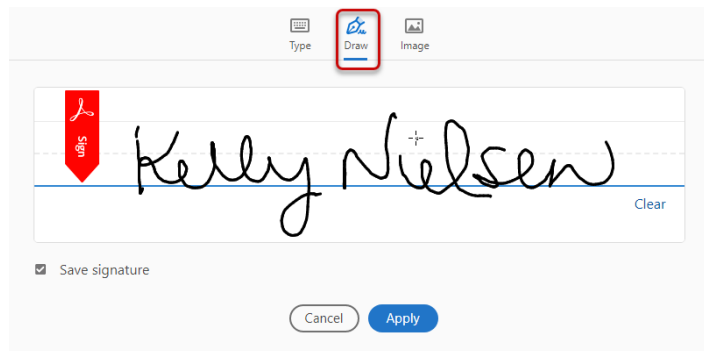 Type Draw Image
Sign
Kelly Nielsen
Clear
Save signature
Cancel Apply